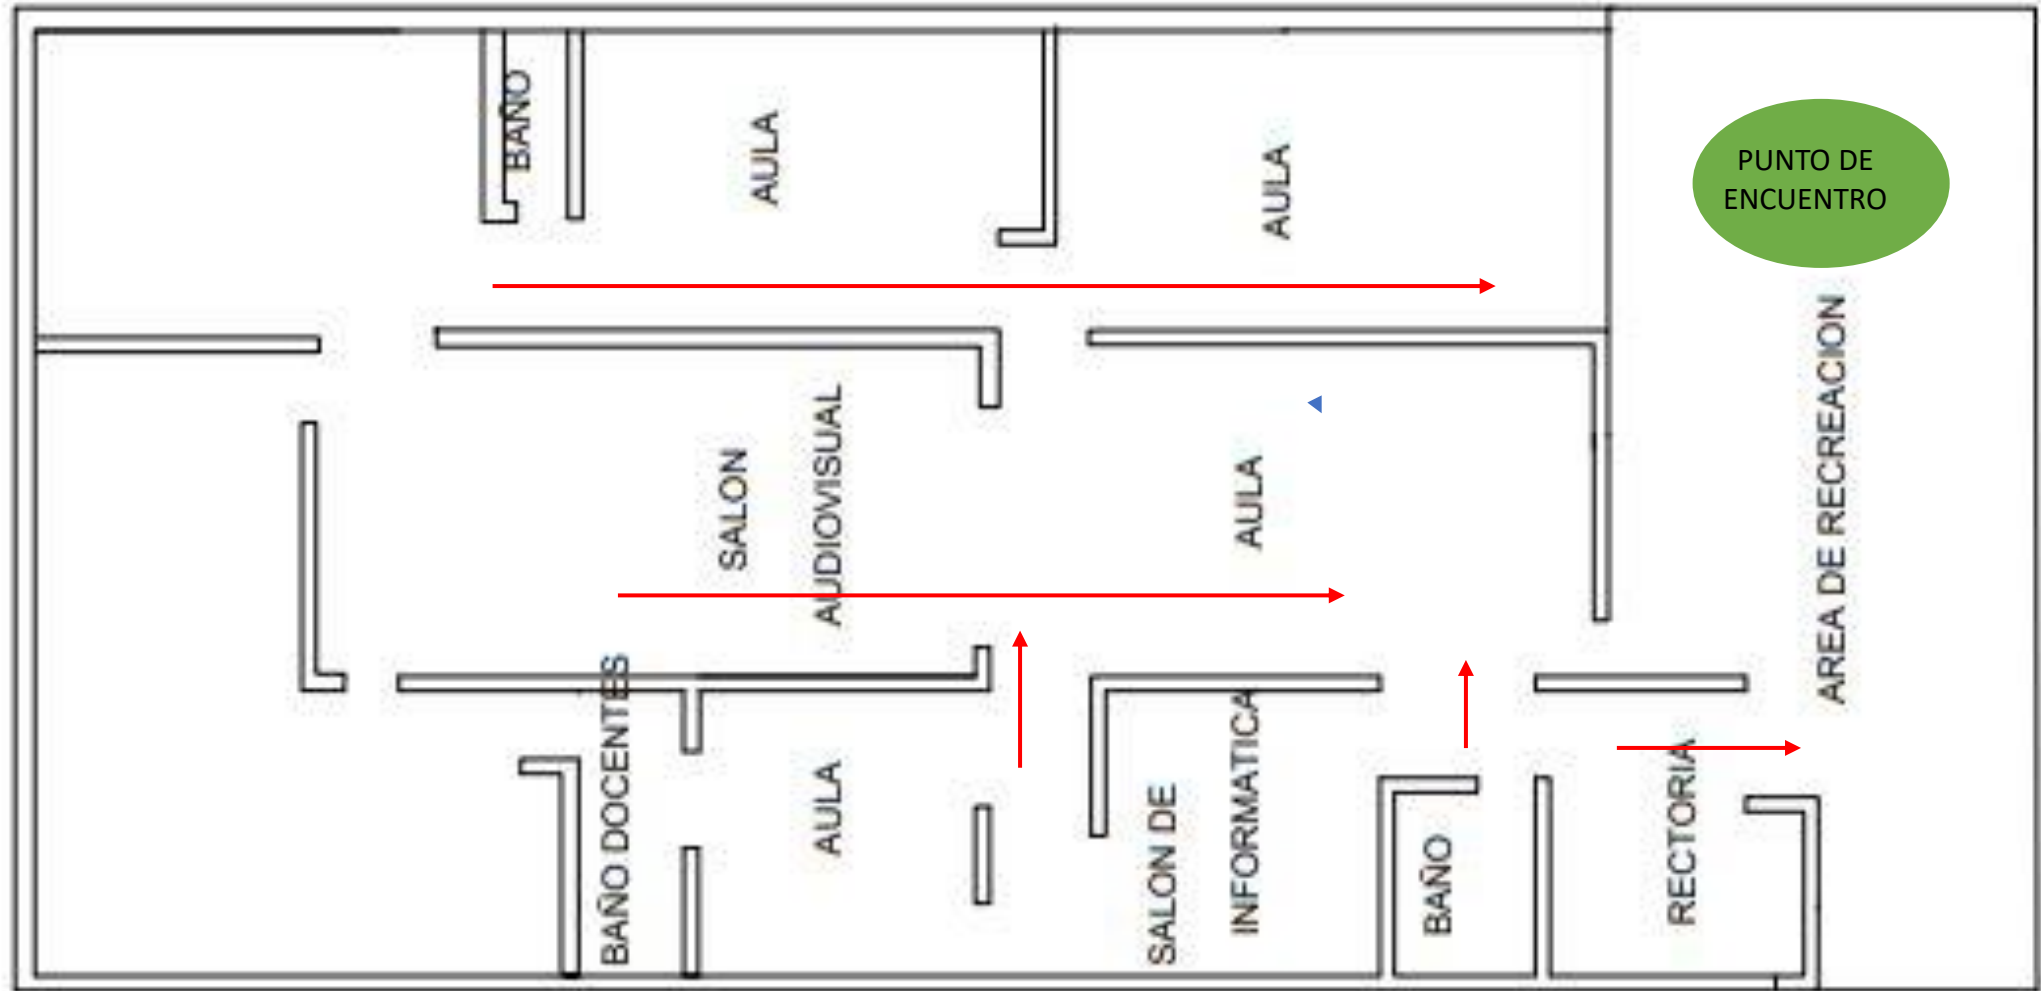 BAÑO
AULA
AULA
PUNTO DE
ENCUENTRO
SALON
AUDIOVISUAL
AULA
AREA DE RECREACION
BAÑO DOCENTES
AULA
SALON DE
INFORMATICA
BAÑO
RECTORIA